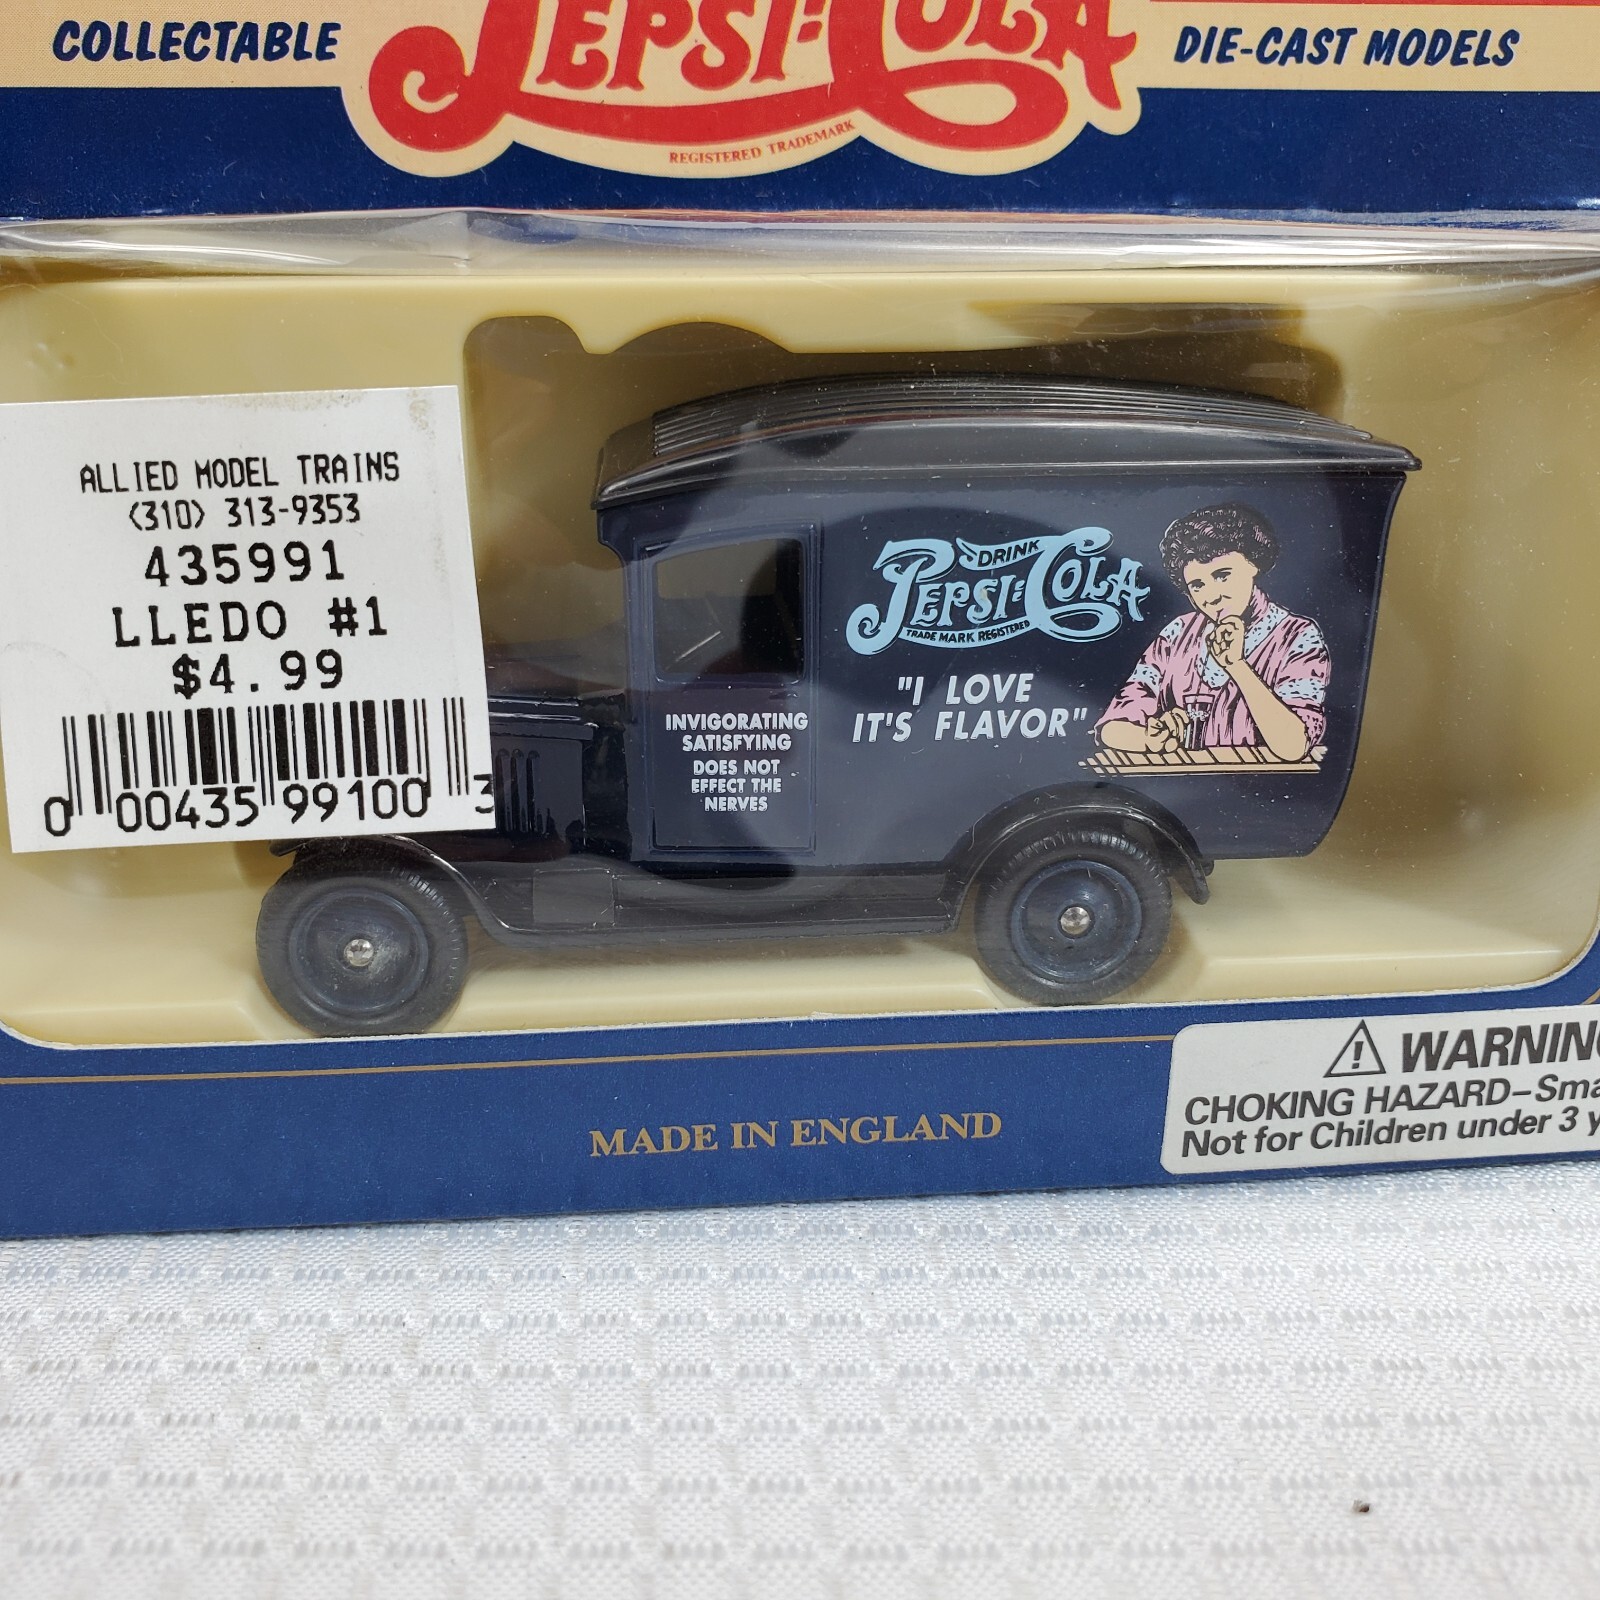 COLLECTABLE
PEPSI:COLA
DIE-CAST MODELS
REGISTERED TRADEMARK
ALLIED MODEL TRAINS
(310) 313-9353
435991
LLEDO #1
$4.99
0 00435 99100 3
DRINK
PEPSI:COLA
TRADE MARK REGISTERED
"I LOVE
IT'S FLAVOR"
INVIGORATING
SATISFYING
DOES NOT
EFFECT THE
NERVES
MADE IN ENGLAND
WARNIN
CHOKING HAZARD-Sma
Not for Children under 3 y